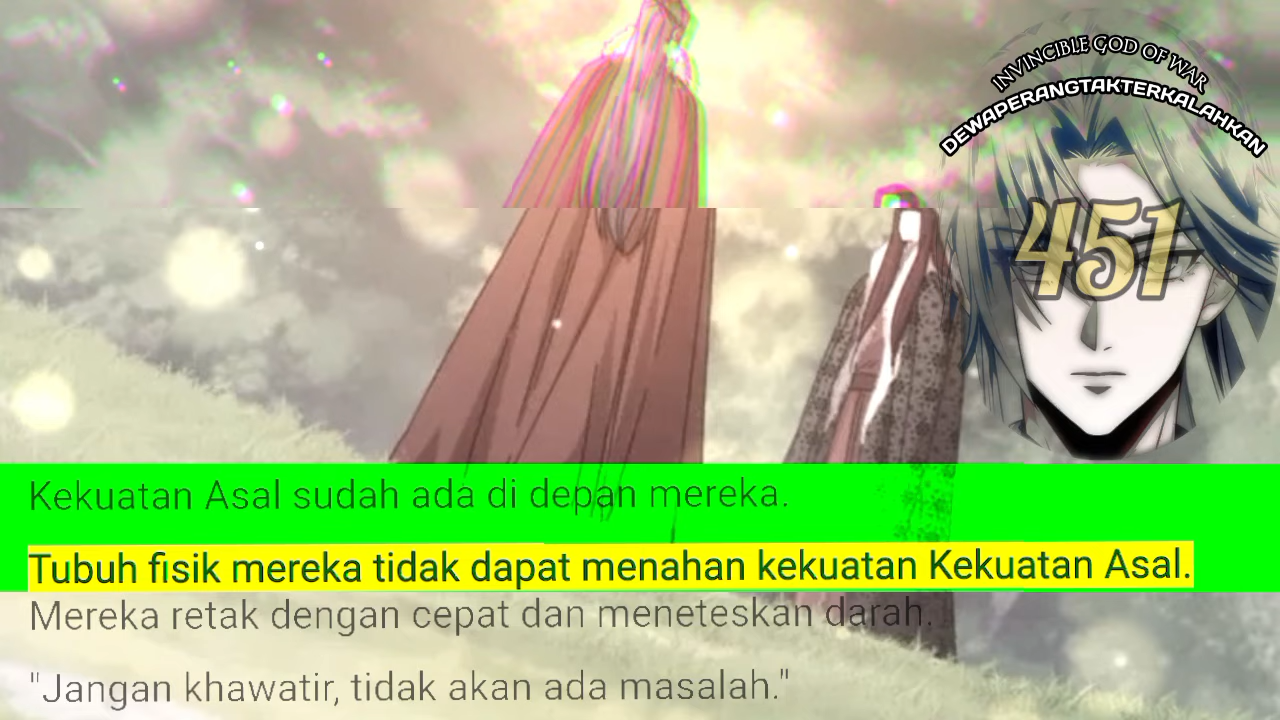 INVINCIBLE GOD OF WAR
DEWAPERANGTAKTERKALAHKAN
451
Kekuatan Asal sudah ada di depan mereka.
Tubuh fisik mereka tidak dapat menahan kekuatan Kekuatan Asal.
Mereka retak dengan cepat dan meneteskan darah.
"Jangan khawatir, tidak akan ada masalah."